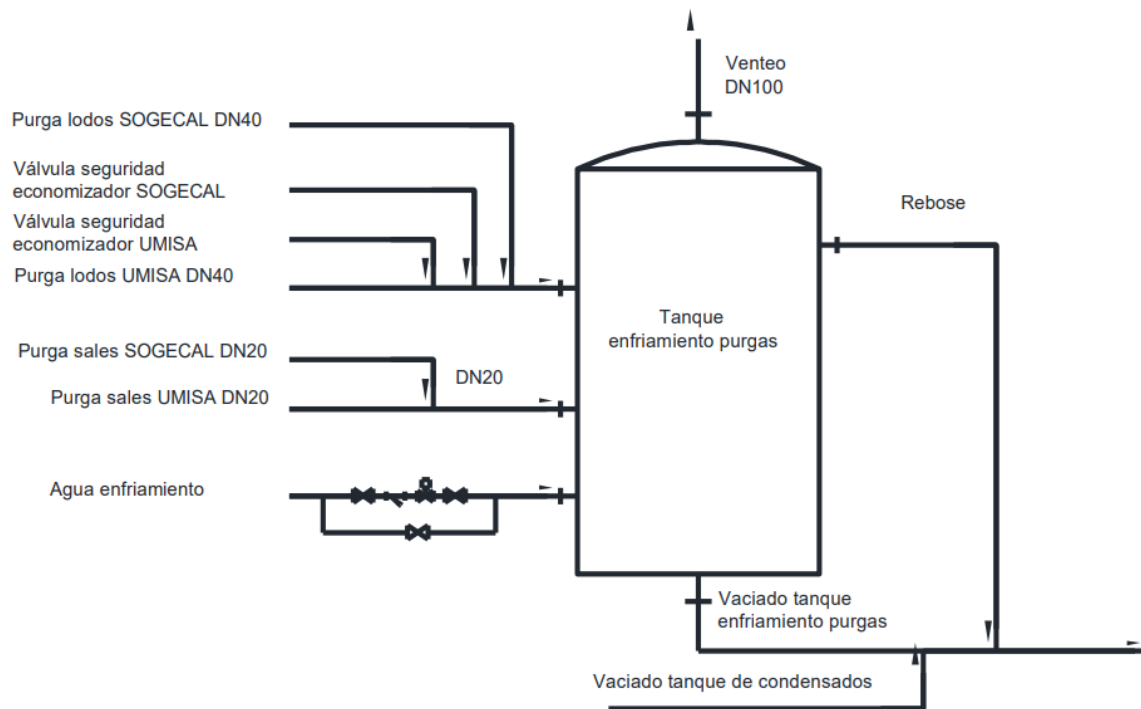 Venteo
DN100
Purga lodos SOGECAL DN40
Válvula seguridad
economizador SOGECAL
Rebose
Válvula seguridad
economizador UMISA
Purga lodos UMISA DN40
Tanque
enfriamiento purgas
Purga sales SOGECAL DN20
DN20
Purga sales UMISA DN20
Agua enfriamiento
Vaciado tanque
enfriamiento purgas
Vaciado tanque de condensados